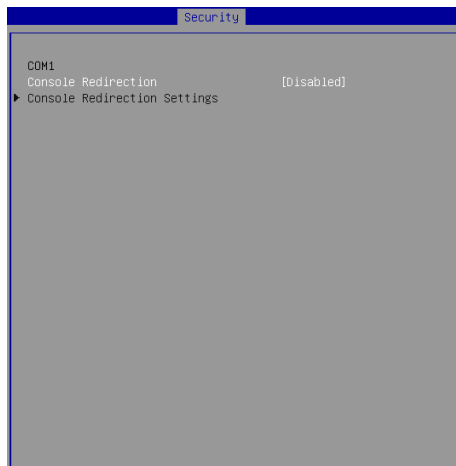 Security
COM1
Console Redirection [Disabled]
Console Redirection Settings